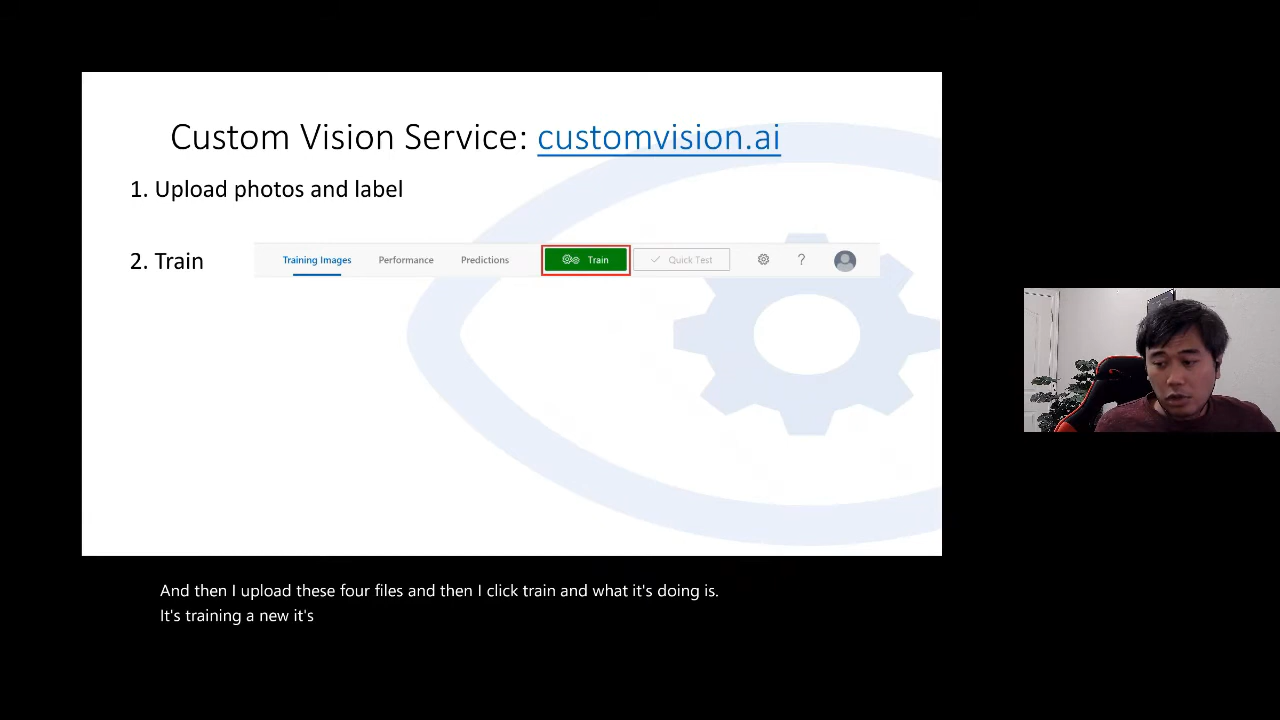 Custom Vision Service: customvision.ai
1. Upload photos and label
2. Train
Training Images Performance Predictions Train Quick Test ?
And then I upload these four files and then I click train and what it's doing is.
It's training a new it's